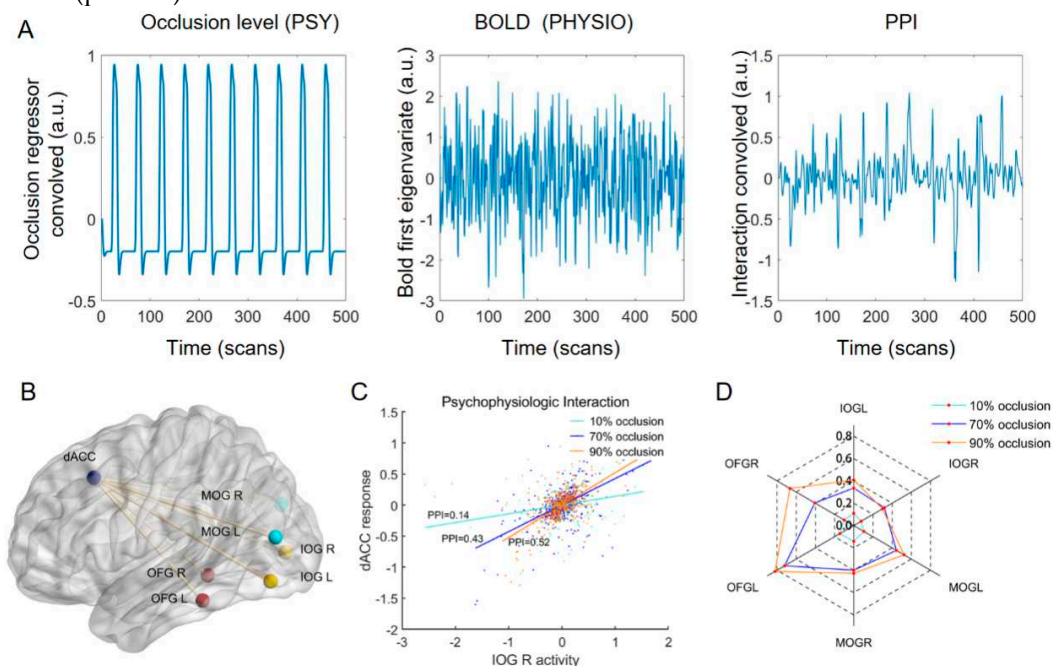 A
Occlusion level (PSY)
BOLD (PHYSIO)
PPI
Occlusion regressor
convolved (a.u.)
1
0.5
0
-0.5
0 100 200 300 400 500
Time (scans)
Bold first eigenvariate (a.u.)
3
2
1
0
-1
-2
-3
0 100 200 300 400 500
Time (scans)
Interaction convolved (a.u.)
1.5
1
0.5
0
-0.5
-1
-1.5
0 100 200 300 400 500
Time (scans)
B
dACC
MOG R
MOG L
IOG R
IOG L
OFG R
OFG L
C
Psychophysiologic Interaction
10% occlusion
70% occlusion
90% occlusion
dACC response
1.5
1.0
0.5
0
-0.5
-1
-1.5
-2
PPI=0.14
PPI=0.43
PPI=0.52
-3 -2 -1 0 1 2
IOG R activity
D
10% occlusion
70% occlusion
90% occlusion
IOGL
IOGR
MOGL
MOGR
OFGL
OFGR
0.8
0.6
0.4
0.2
0.0